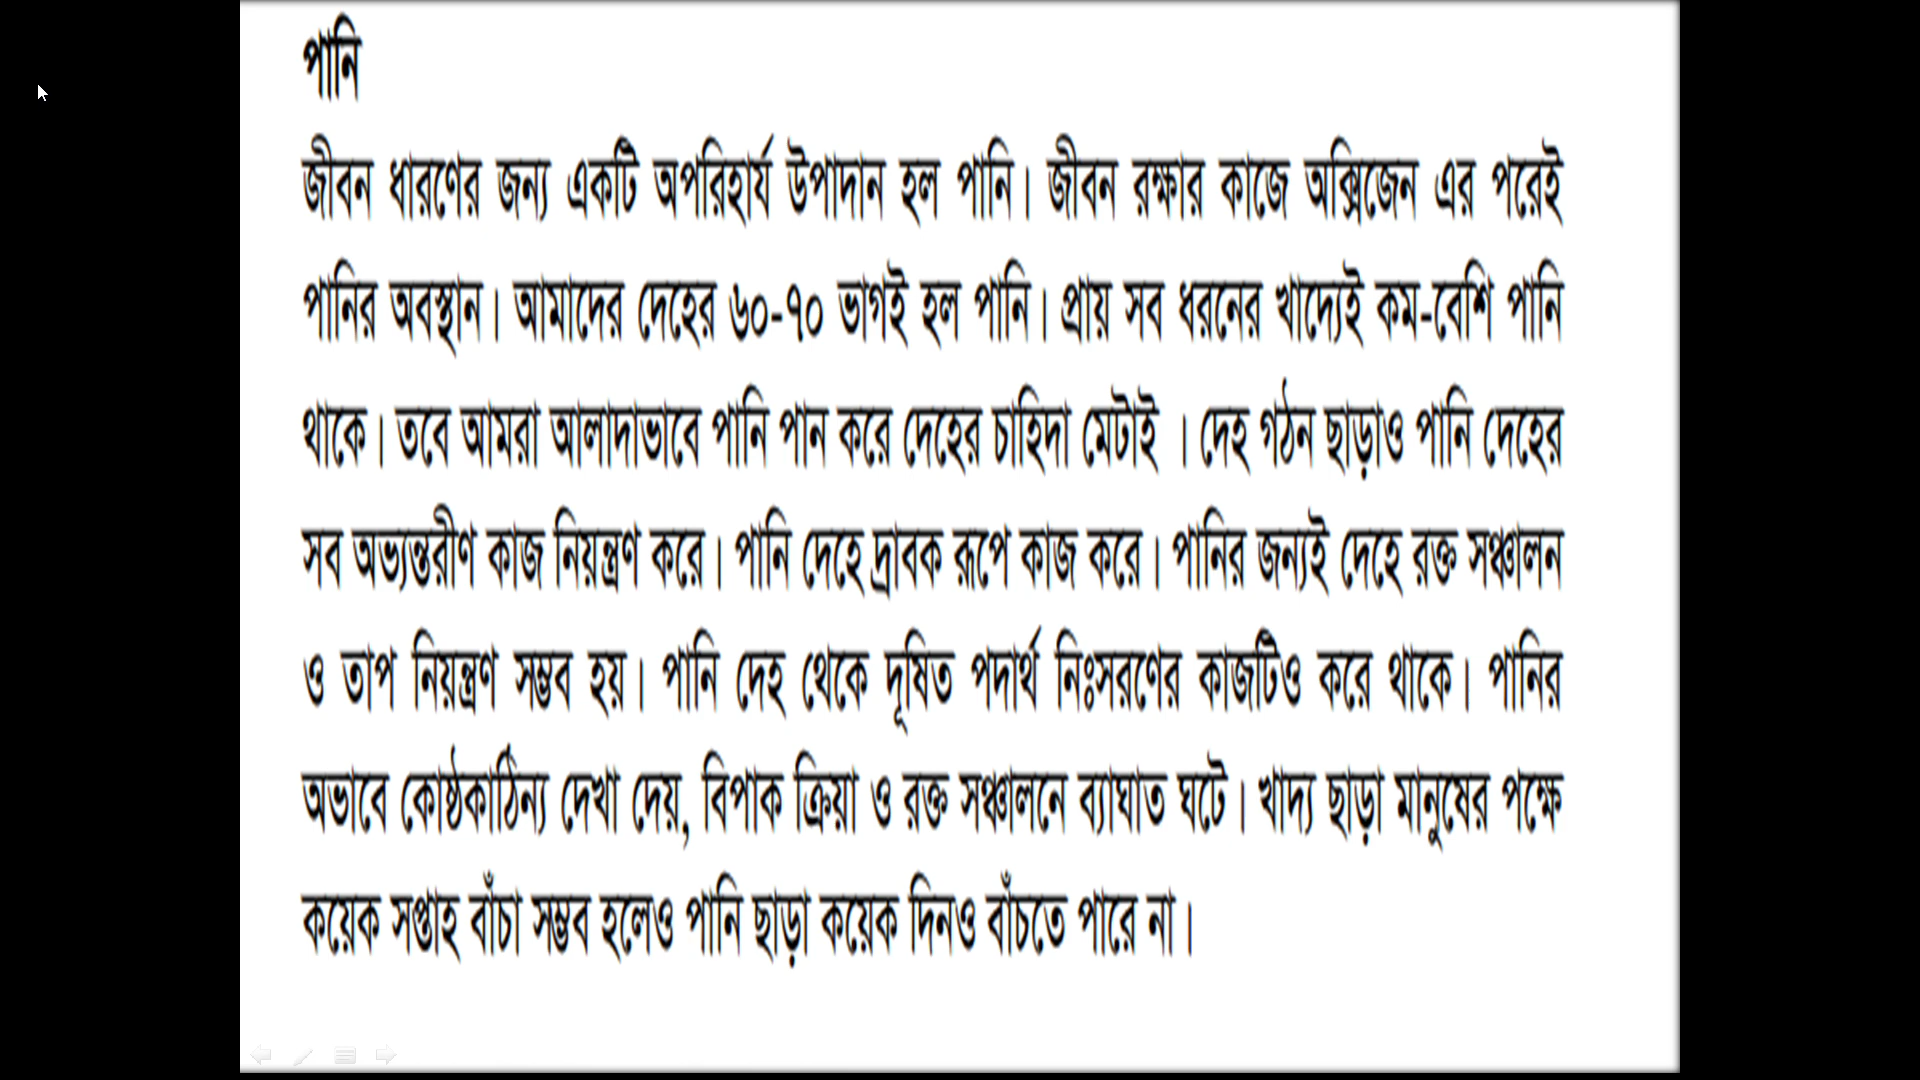 পানি
জীবন ধারণের জন্য একটি অপরিহার্য উপাদান হল পানি। জীবন রক্ষার কাজে অক্সিজেন এর পরেই
পানির অবস্থান। আমাদের দেহের ৬০-৭০ ভাগই হল পানি। প্রায় সব ধরনের খাদ্যেই কম-বেশি পানি
থাকে। তবে আমরা আলাদাভাবে পানি পান করে দেহের চাহিদা মেটাই । দেহ গঠন ছাড়াও পানি দেহের
সব অভ্যন্তরীণ কাজ নিয়ন্ত্রণ করে। পানি দেহে দ্রাবক রূপে কাজ করে। পানির জন্যই দেহে রক্ত সঞ্চালন
ও তাপ নিয়ন্ত্রণ সম্ভব হয়। পানি দেহ থেকে দূষিত পদার্থ নিঃসরণের কাজটিও করে থাকে। পানির
অভাবে কোষ্ঠকাঠিন্য দেখা দেয়, বিপাক ক্রিয়া ও রক্ত সঞ্চালনে ব্যাঘাত ঘটে। খাদ্য ছাড়া মানুষের পক্ষে
কয়েক সপ্তাহ বাঁচা সম্ভব হলেও পানি ছাড়া কয়েক দিনও বাঁচতে পারে না।